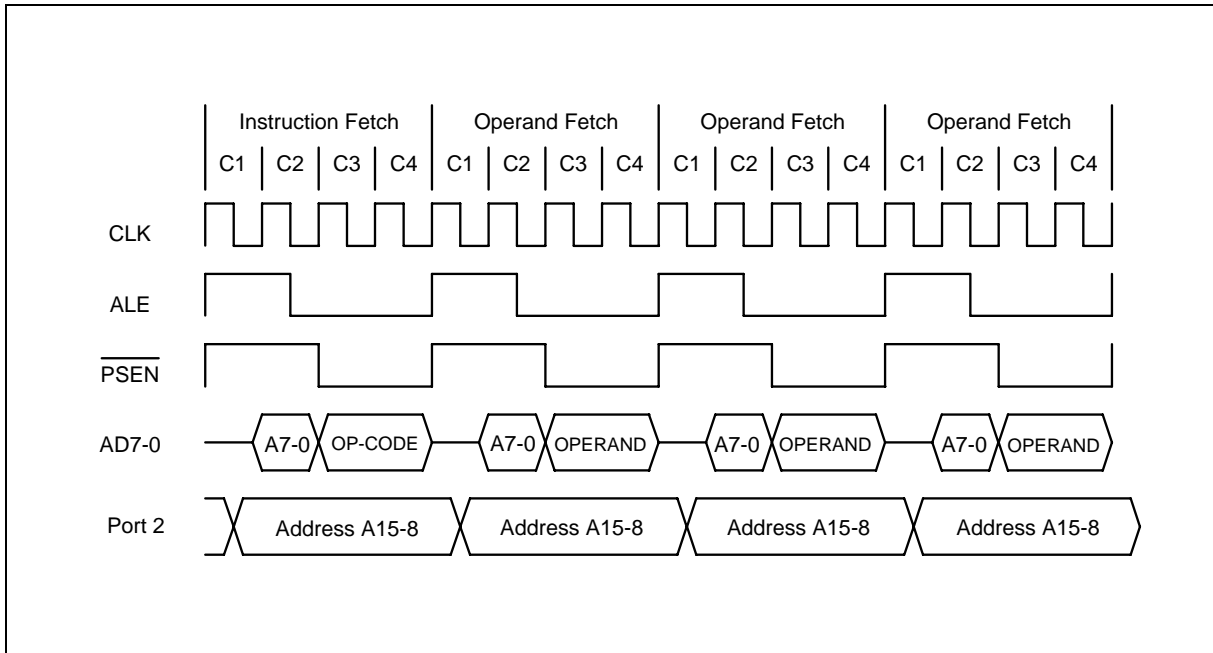 Instruction Fetch Operand Fetch Operand Fetch Operand Fetch
C1 C2 C3 C4 C1 C2 C3 C4 C1 C2 C3 C4 C1 C2 C3 C4
CLK
ALE
PSEN
AD7-0 A7-0 OP-CODE A7-0 OPERAND A7-0 OPERAND A7-0 OPERAND
Port 2 Address A15-8 Address A15-8 Address A15-8 Address A15-8